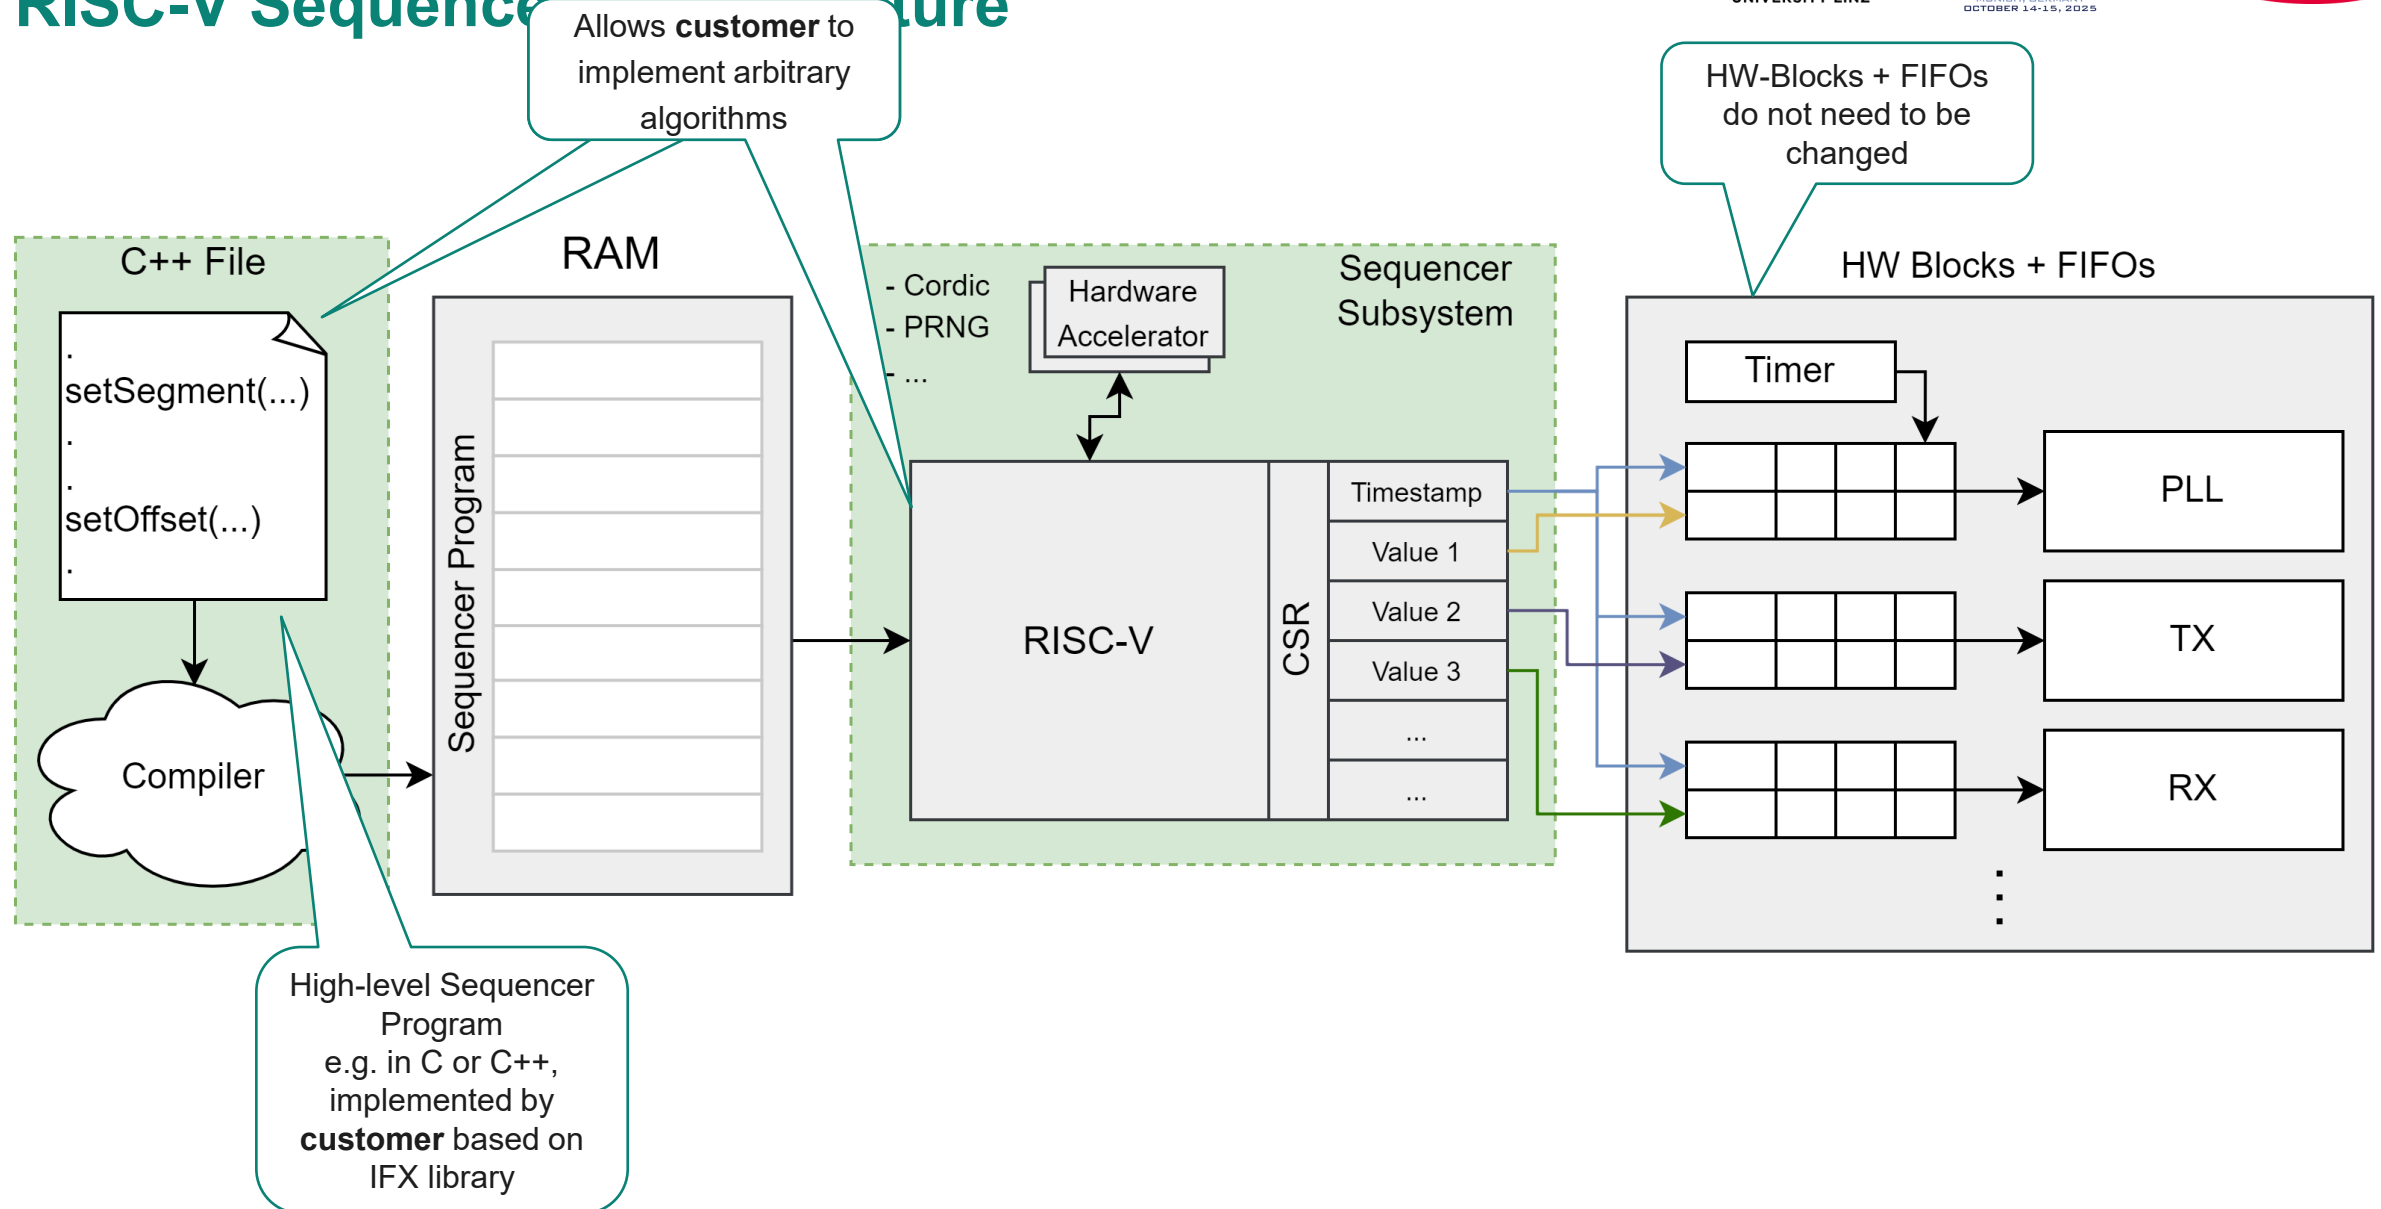 RISC-V
Allows customer to
implement arbitrary
algorithms
OCTOBER 14-15, 2025
HW-Blocks + FIFOs
do not need to be
changed
C++ File
.
setSegment(...)
.
.
setOffset(...)
.
Compiler
RAM
Sequencer Program
- Cordic
- PRNG
- ...
Hardware
Accelerator
Sequencer
Subsystem
RISC-V
CSR
Timestamp
Value 1
Value 2
Value 3
...
...
HW Blocks + FIFOs
Timer
PLL
TX
RX
High-level Sequencer
Program
e.g. in C or C++,
implemented by
customer based on
IFX library